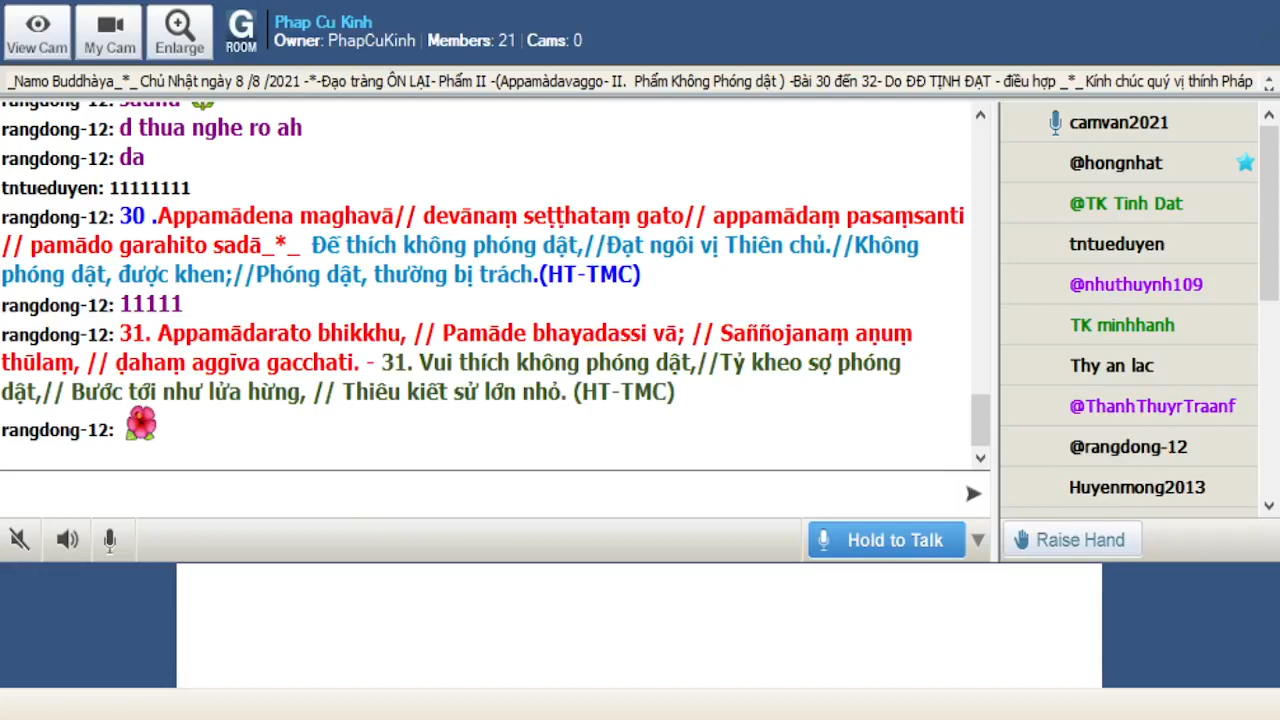 View Cam
My Cam
Enlarge
G
ROOM
Phap Cu Kinh
Owner: PhapCuKinh | Members: 21 | Cams: 0
_Namo Buddhàya_*_ Chủ Nhật ngày 8 /8 /2021 -*-Đạo tràng ÔN LẠI- Phẩm II -(Appamàdavaggo- II. Phẩm Không Phóng dật ) -Bài 30 đến 32- Do ĐĐ TỊNH ĐẠT - điều hợp _*_Kính chúc quý vị thính Pháp
rangdong-12: sadhu
rangdong-12: d thua nghe ro ah
rangdong-12: da
tntueduyen: 11111111
rangdong-12: 30 .Appamādena maghavā// devānaṃ seṭṭhataṃ gato// appamādaṃ pasaṃsanti
// pamādo garahito sadā_*_ Đế thích không phóng dật,//Đạt ngôi vị Thiên chủ.//Không
phóng dật, được khen;//Phóng dật, thường bị trách.(HT-TMC)
rangdong-12: 11111
rangdong-12: 31. Appamādarato bhikkhu, // Pamāde bhayadassi vā; // Saññojanaṃ aṇuṃ
thūlaṃ, // ḍahaṃ aggīva gacchati. - 31. Vui thích không phóng dật,//Tỷ kheo sợ phóng
dật,// Bước tới như lửa hừng, // Thiêu kiết sử lớn nhỏ. (HT-TMC)
rangdong-12:
camvan2021
@hongnhat
@TK Tinh Dat
tntueduyen
@nhuthuynh109
TK minhhanh
Thy an lac
@ThanhThuyrTraanf
@rangdong-12
Huyenmong2013
Hold to Talk
Raise Hand